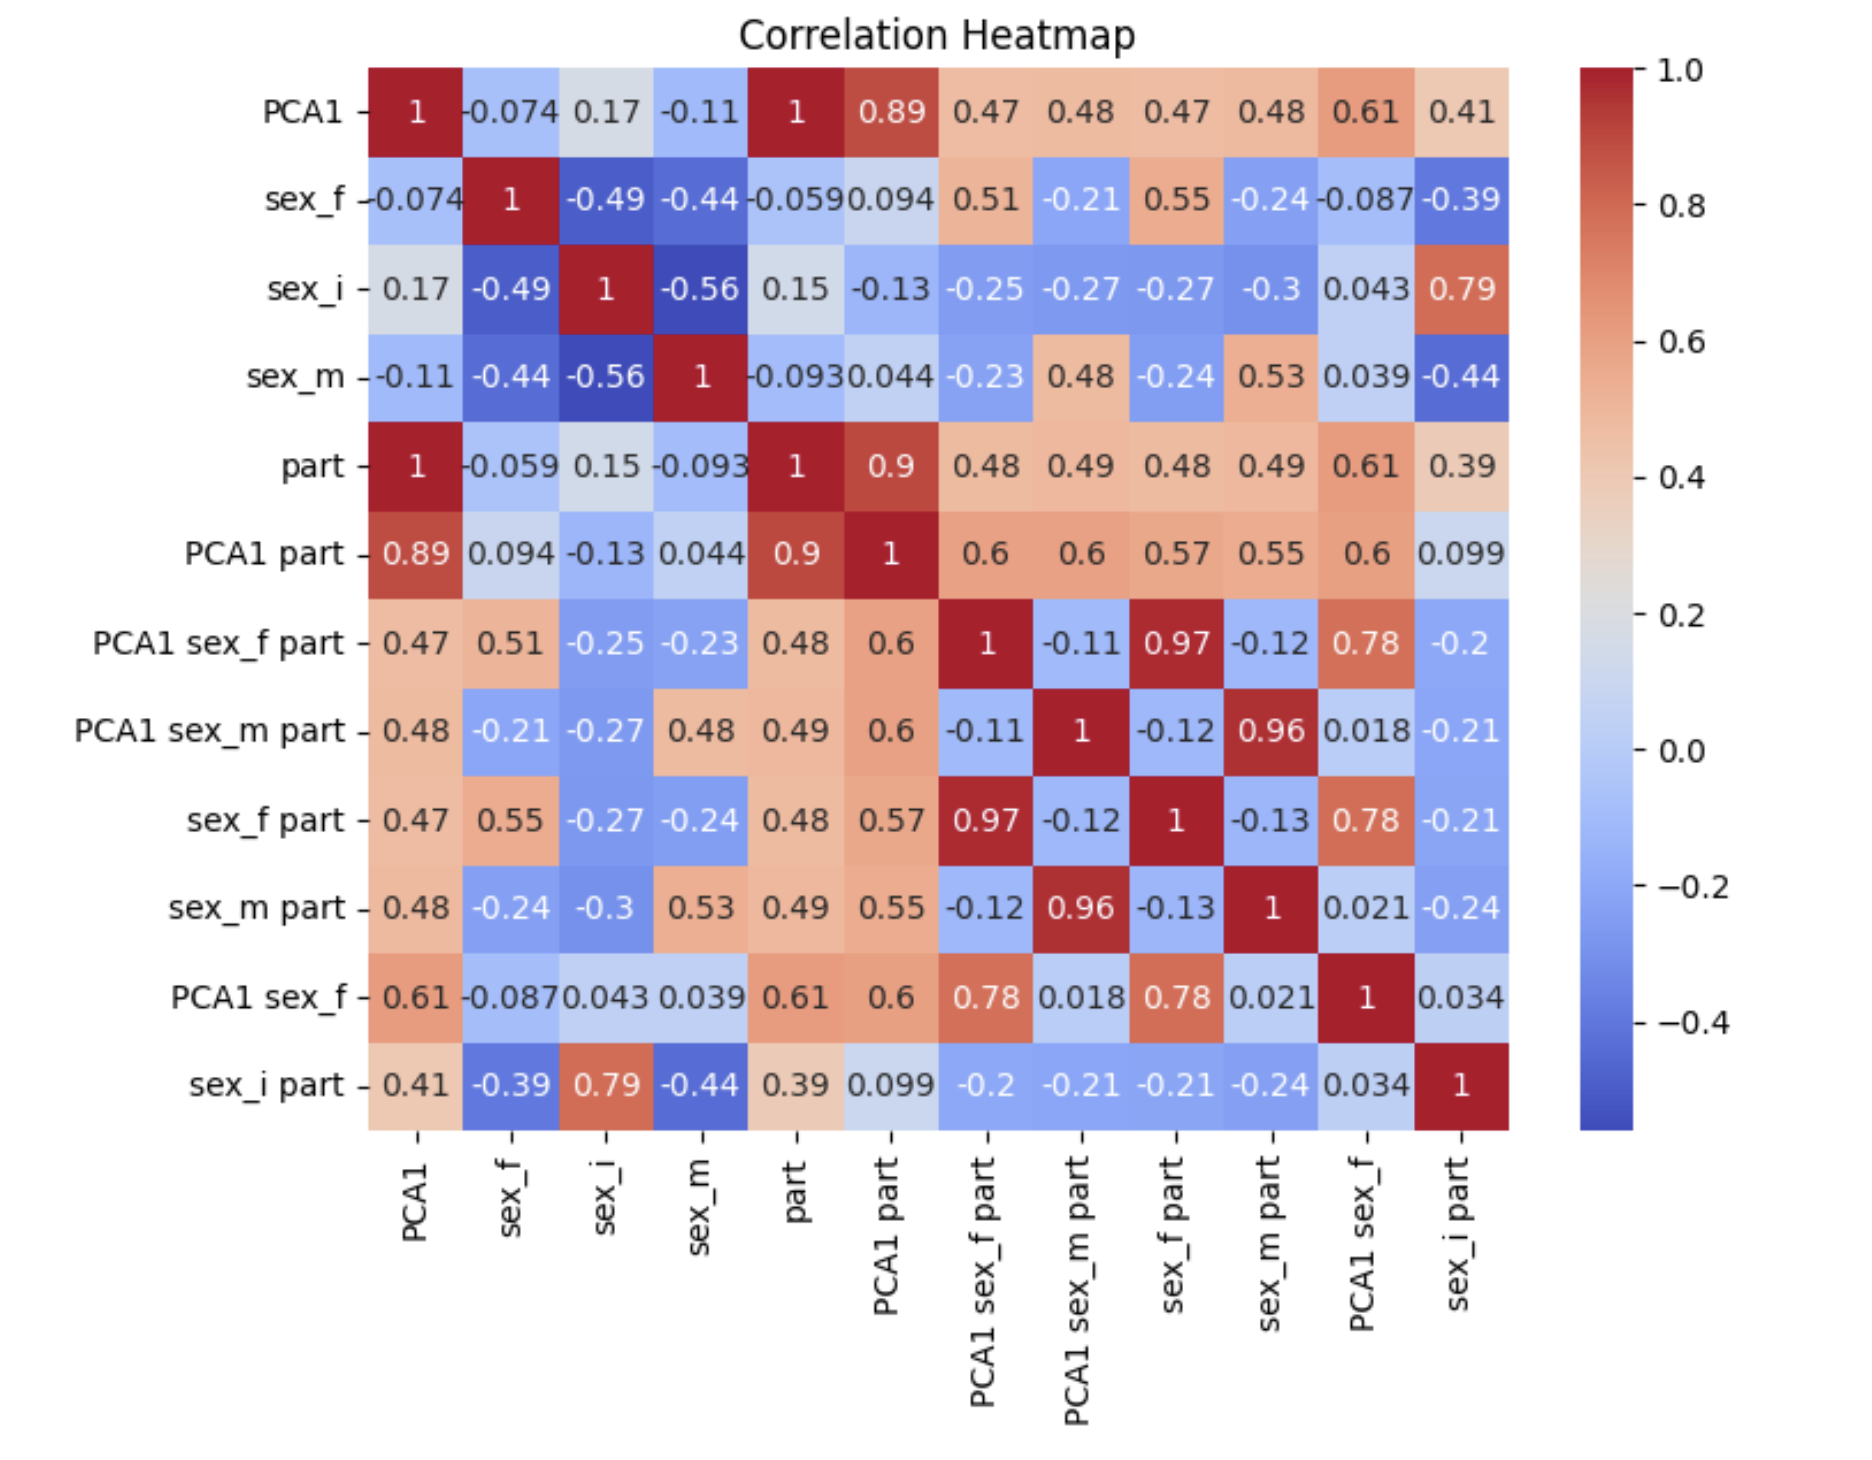 Correlation Heatmap
PCA1 1 -0.074 0.17 -0.11 1 0.89 0.47 0.48 0.47 0.48 0.61 0.41
sex_f -0.074 1 -0.49 -0.44 -0.059 0.094 0.51 -0.21 0.55 -0.24 -0.087 -0.39
sex_i 0.17 -0.49 1 -0.56 0.15 -0.13 -0.25 -0.27 -0.27 -0.3 0.043 0.79
sex_m -0.11 -0.44 -0.56 1 -0.093 0.044 -0.23 0.48 -0.24 0.53 0.039 -0.44
part 1 -0.059 0.15 -0.093 1 0.9 0.48 0.49 0.48 0.49 0.61 0.39
PCA1 part 0.89 0.094 -0.13 0.044 0.9 1 0.6 0.6 0.57 0.55 0.6 0.099
PCA1 sex_f part 0.47 0.51 -0.25 -0.23 0.48 0.6 1 -0.11 0.97 -0.12 0.78 -0.2
PCA1 sex_m part 0.48 -0.21 -0.27 0.48 0.49 0.6 -0.11 1 -0.12 0.96 0.018 -0.21
sex_f part 0.47 0.55 -0.27 -0.24 0.48 0.57 0.97 -0.12 1 -0.13 0.78 -0.21
sex_m part 0.48 -0.24 -0.3 0.53 0.49 0.55 -0.12 0.96 -0.13 1 0.021 -0.24
PCA1 sex_f 0.61 -0.087 0.043 0.039 0.61 0.6 0.78 0.018 0.78 0.021 1 0.034
sex_i part 0.41 -0.39 0.79 -0.44 0.39 0.099 -0.2 -0.21 -0.21 -0.24 0.034 1
PCA1
sex_f
sex_i
sex_m
part
PCA1 part
PCA1 sex_f part
PCA1 sex_m part
sex_f part
sex_m part
PCA1 sex_f
sex_i part
1.0
0.8
0.6
0.4
0.2
0.0
−0.2
−0.4